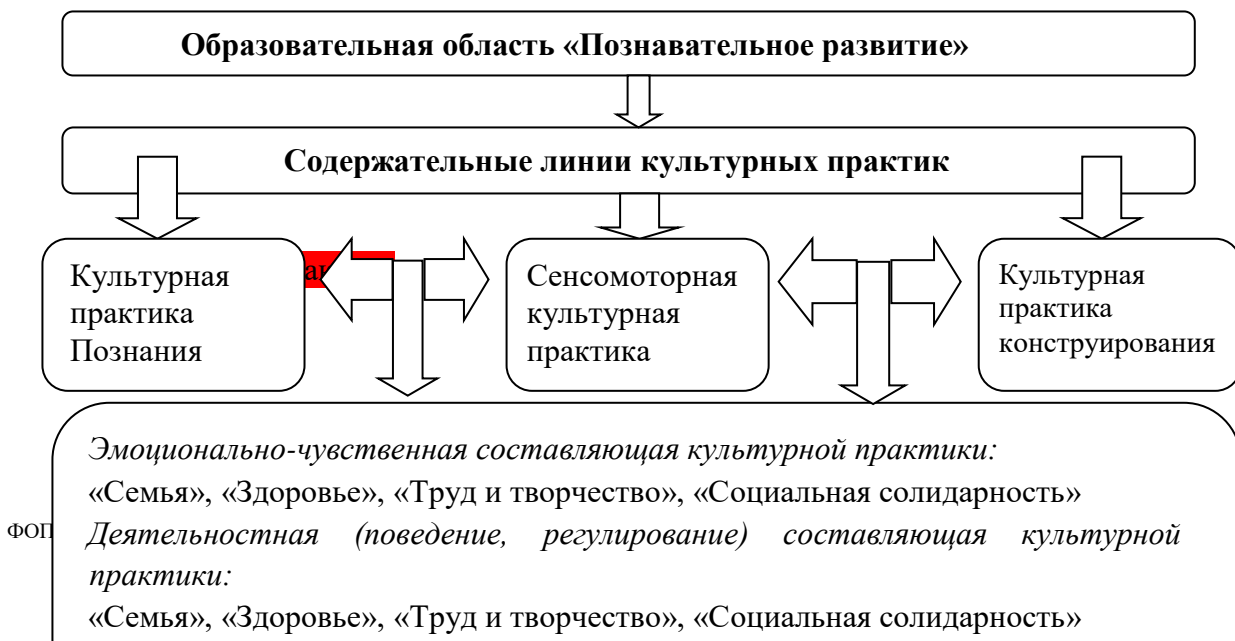 Образовательная область «Познавательное развитие»
Содержательные линии культурных практик
Культурная
практика
Познания
Сенсомоторная
культурная
практика
Культурная
практика
конструирования
Эмоционально-чувственная составляющая культурной практики:
«Семья», «Здоровье», «Труд и творчество», «Социальная солидарность»
ФОП
Деятельностная (поведение, регулирование) составляющая культурной
практики:
«Семья», «Здоровье», «Труд и творчество», «Социальная солидарность»